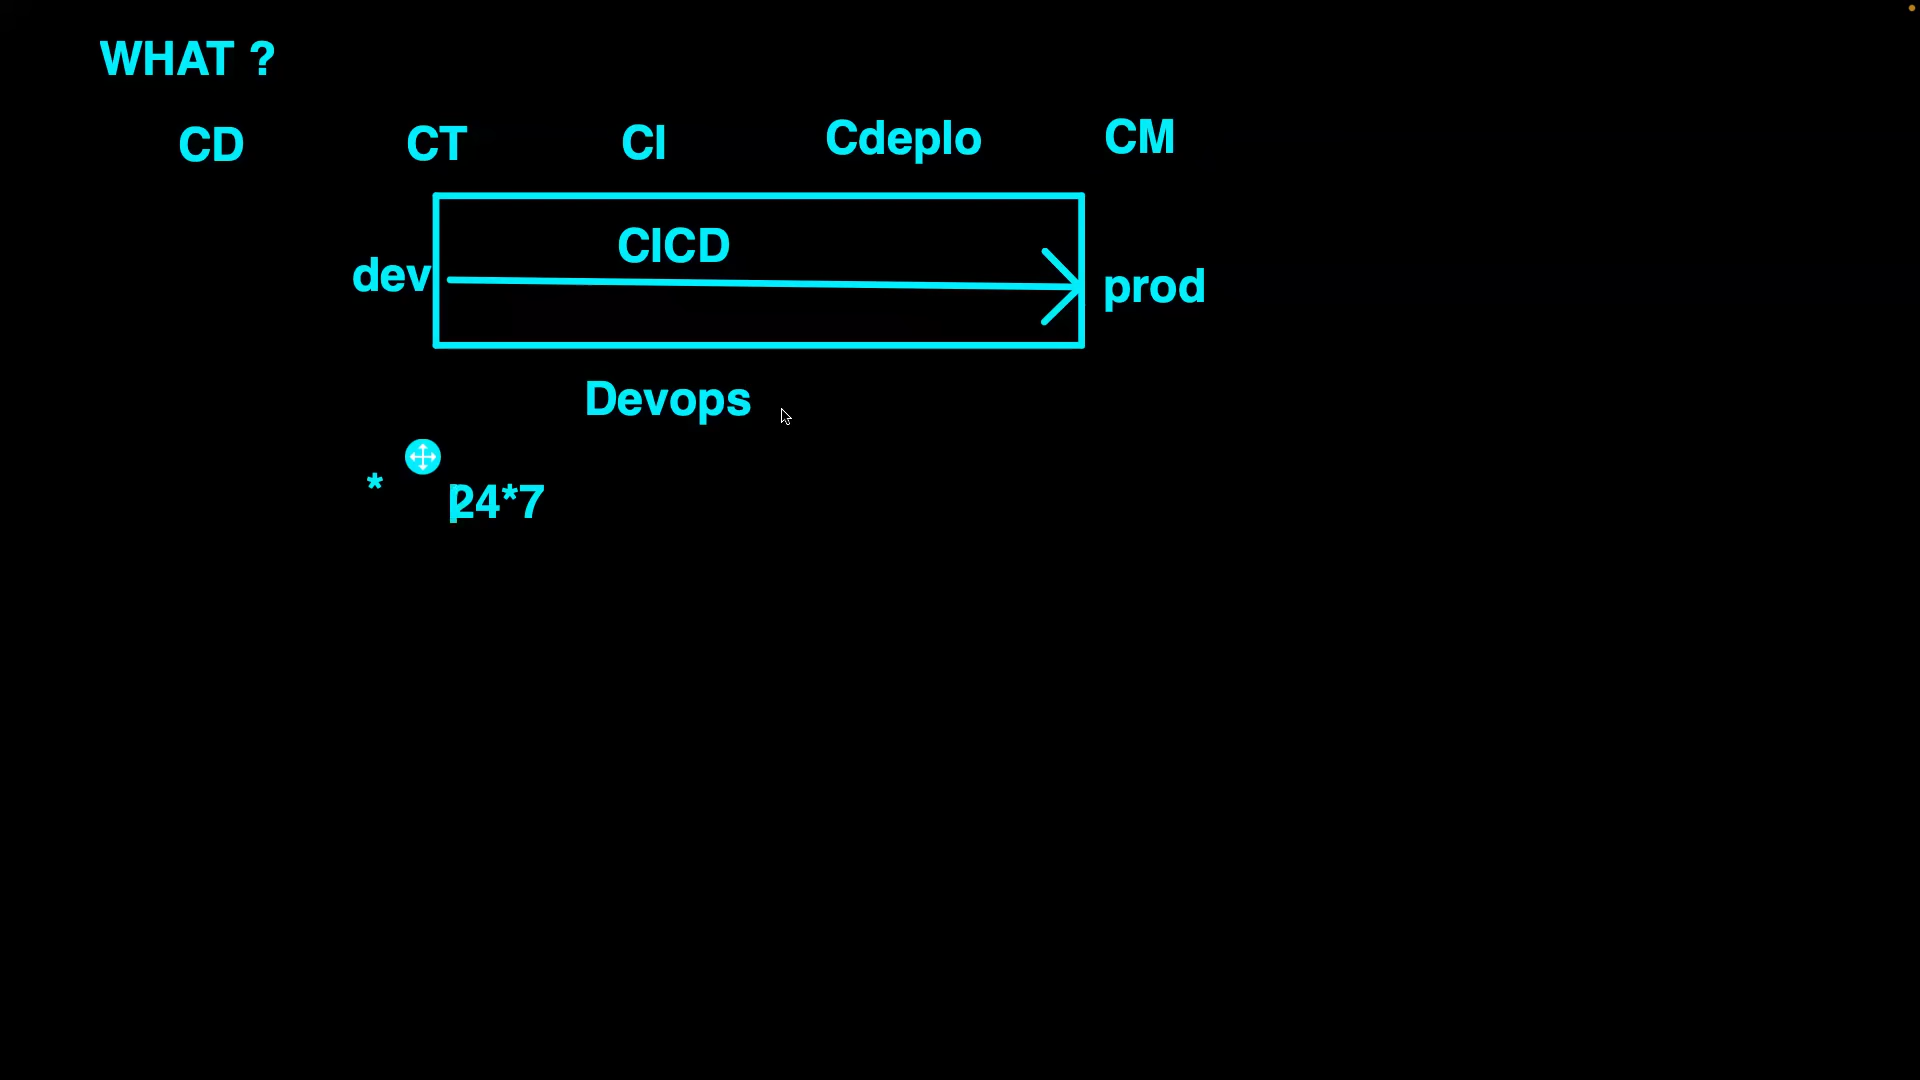 WHAT ?
CD CT CI Cdeplo CM
CICD
dev prod
Devops
* 24*7